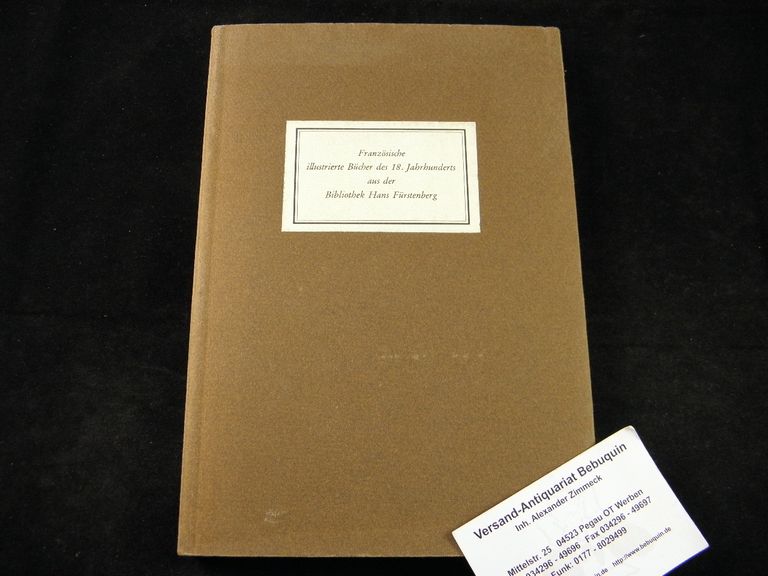 Französische
illustrierte Bücher des 18. Jahrhunderts
aus der
Bibliothek Hans Fürstenberg
Versand-Antiquariat Bebuquin
Inh. Alexander Zimmeck
Mittelstr. 25 04523 Pegau OT Werben
034296 - 49696 Fax 034296 - 49697
Funk: 0177 - 8029499
http://www.bebuquin.de